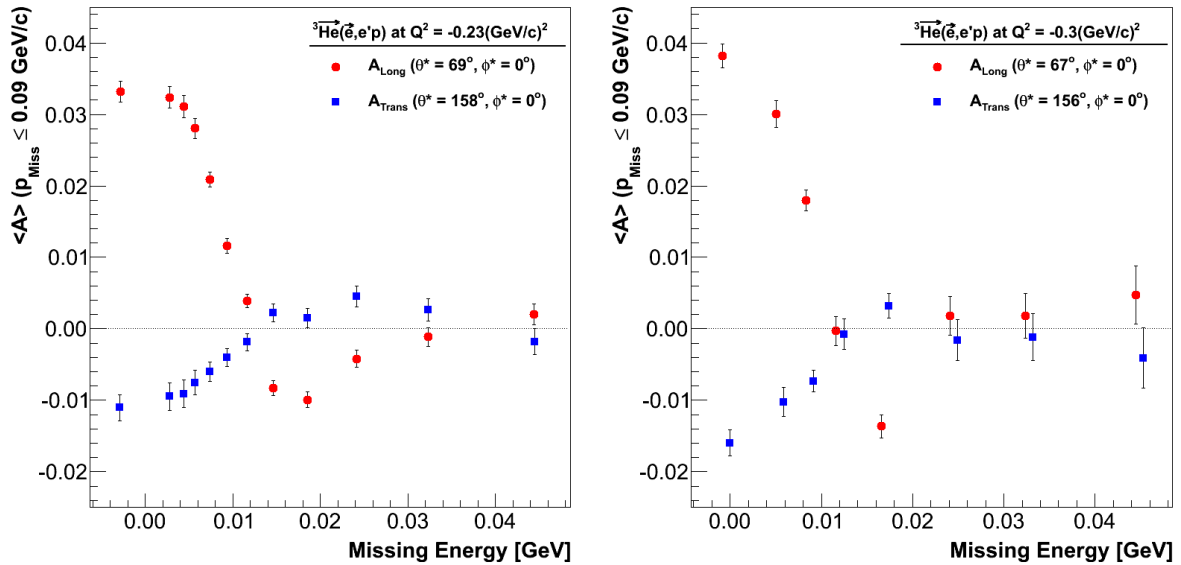 ³He(e,e'p) at Q² = -0.23(GeV/c)²
A_Long (θ* = 69°, ϕ* = 0°)
A_Trans (θ* = 158°, ϕ* = 0°)
<A> (p_Miss ≤ 0.09 GeV/c)
0.04
0.03
0.02
0.01
0.00
-0.01
-0.02
0.00 0.01 0.02 0.03 0.04
Missing Energy [GeV]
³He(e,e'p) at Q² = -0.3(GeV/c)²
A_Long (θ* = 67°, ϕ* = 0°)
A_Trans (θ* = 156°, ϕ* = 0°)
<A> (p_Miss ≤ 0.09 GeV/c)
0.04
0.03
0.02
0.01
0.00
-0.01
-0.02
0.00 0.01 0.02 0.03 0.04
Missing Energy [GeV]